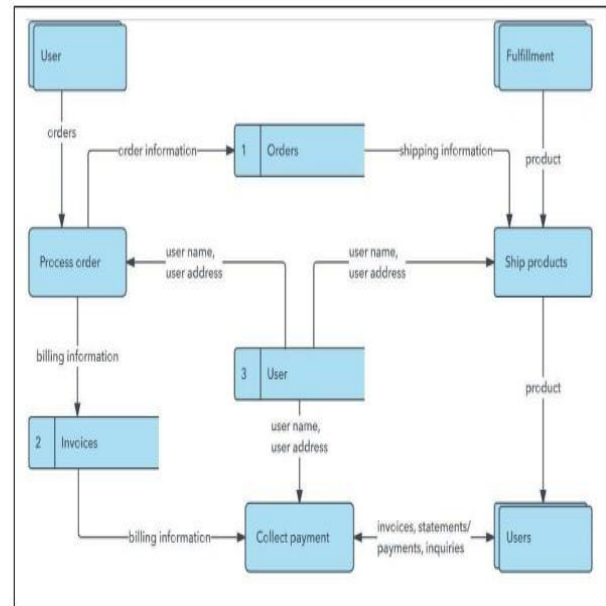 User
Fulfillment
orders
order information
1
Orders
shipping information
product
Process order
user name,
user address
user name,
user address
Ship products
billing information
3
User
product
2
Invoices
user name,
user address
billing information
Collect payment
invoices, statements/
payments, inquiries
Users